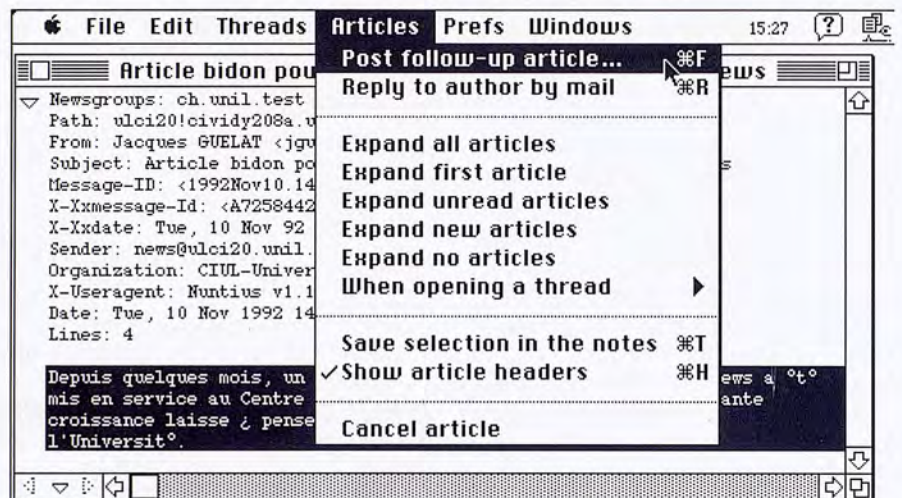 File Edit Threads Articles Prefs Windows 15:27
Article bidon pou
ews
Post follow-up article... ⌘F
Reply to author by mail ⌘R
Expand all articles
Expand first article
Expand unread articles
Expand new articles
Expand no articles
When opening a thread
Save selection in the notes ⌘T
✓Show article headers ⌘H
Cancel article
Newsgroups: ch.unil.test
Path: ulci20!cividy208a.u
From: Jacques GUELAT <jgu
Subject: Article bidon po
s
Message-ID: <1992Nov10.14
X-Xxmessage-Id: <A7258442
X-Xxdate: Tue, 10 Nov 92
Sender: news@ulci20.unil.
Organization: CIUL-Univer
X-Useragent: Nuntius v1.1
Date: Tue, 10 Nov 1992 14
Lines: 4
Depuis quelques mois, un
ews a °t°
mis en service au Centre
ante
croissance laisse ¿ pense
l'Universit°.